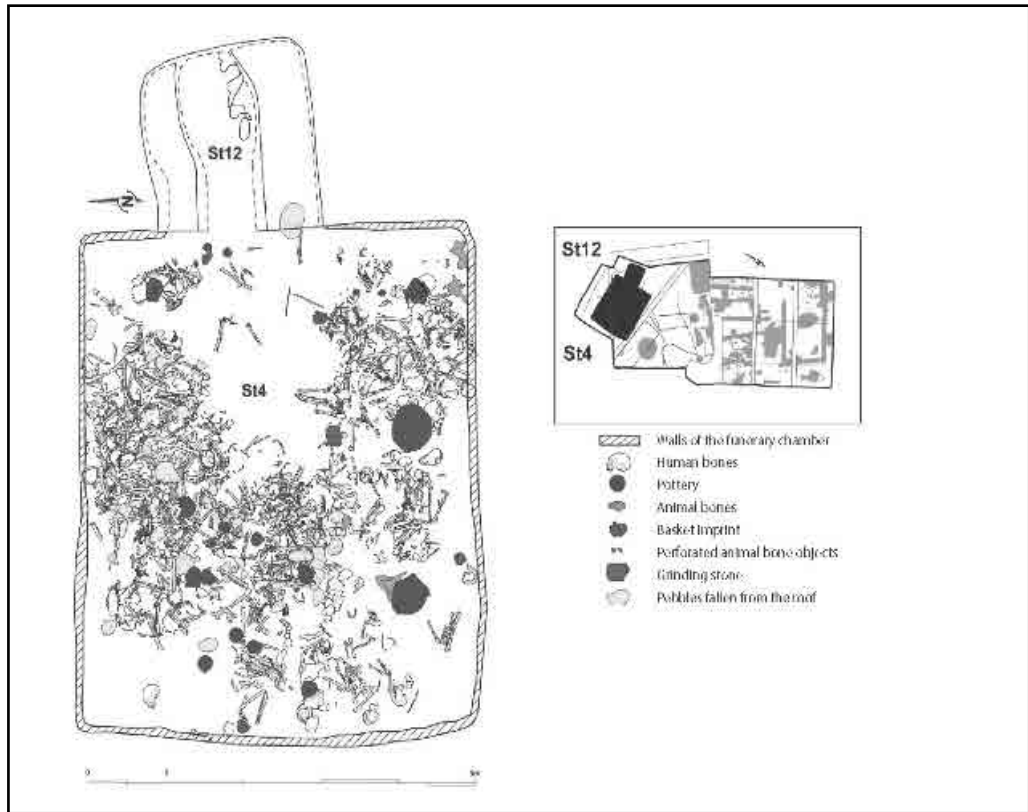 St12
N
St4
0 1 5m
St12
St4
Walls of the funerary chamber
Human bones
Pottery
Animal bones
Basket imprint
Perforated animal bone objects
Grinding stone
Pebbles fallen from the roof